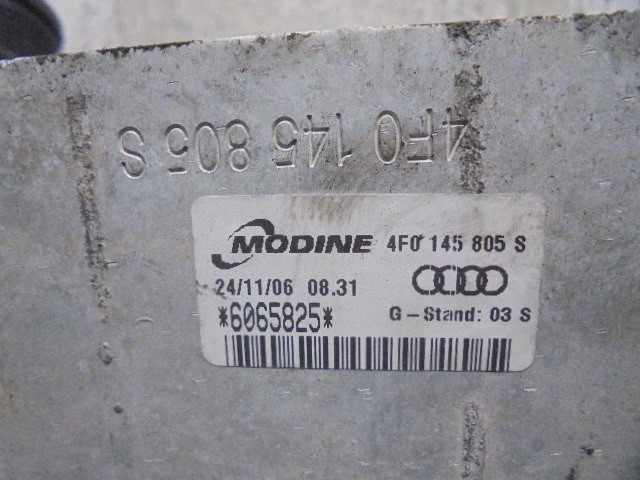 4F0 145 805 S
MODINE 4F0 145 805 S
24/11/06 08.31
*6065825*
G-Stand: 03 S